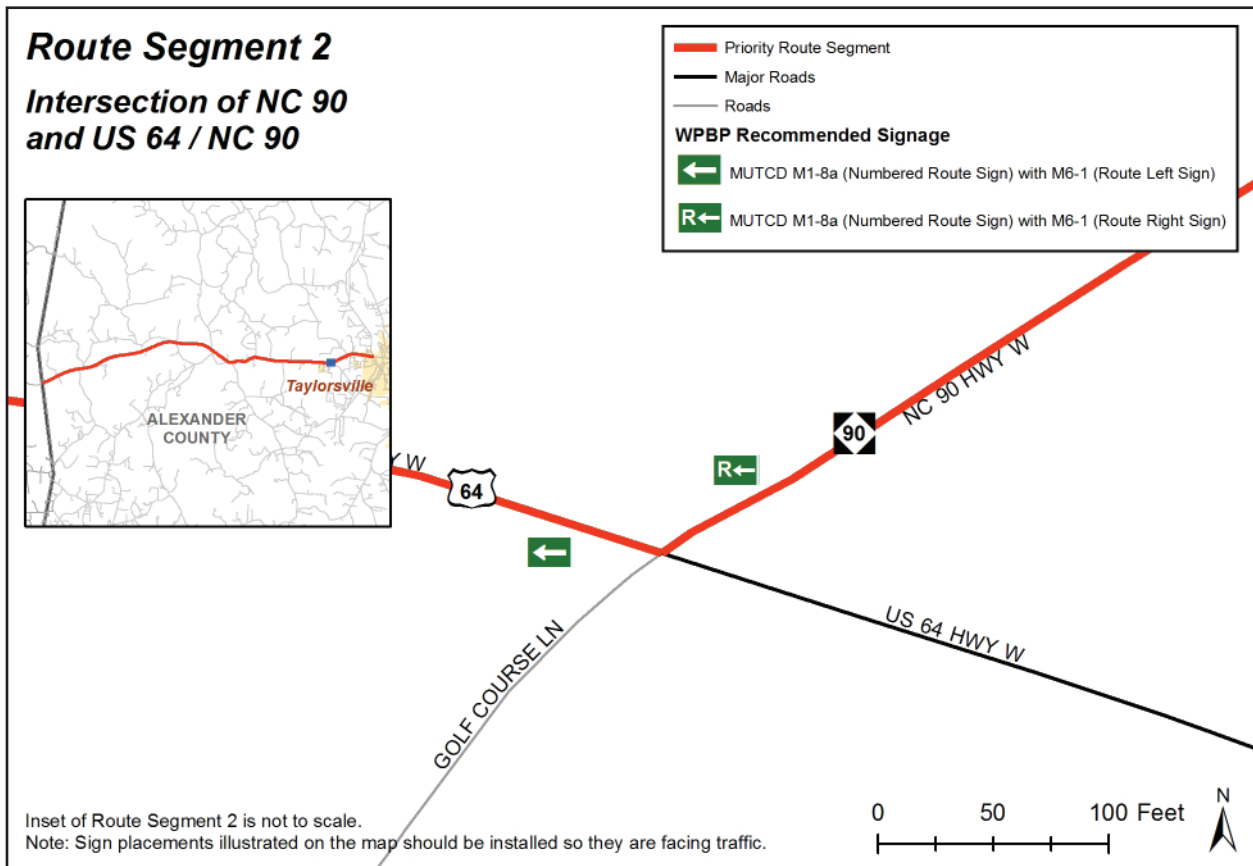 Route Segment 2
Intersection of NC 90
and US 64 / NC 90
Priority Route Segment
Major Roads
Roads
WPBP Recommended Signage
MUTCD M1-8a (Numbered Route Sign) with M6-1 (Route Left Sign)
R MUTCD M1-8a (Numbered Route Sign) with M6-1 (Route Right Sign)
Taylorsville
ALEXANDER
COUNTY
Y W
64
R
90
NC 90 HWY W
US 64 HWY W
GOLF COURSE LN
Inset of Route Segment 2 is not to scale.
Note: Sign placements illustrated on the map should be installed so they are facing traffic.
0 50 100 Feet
N